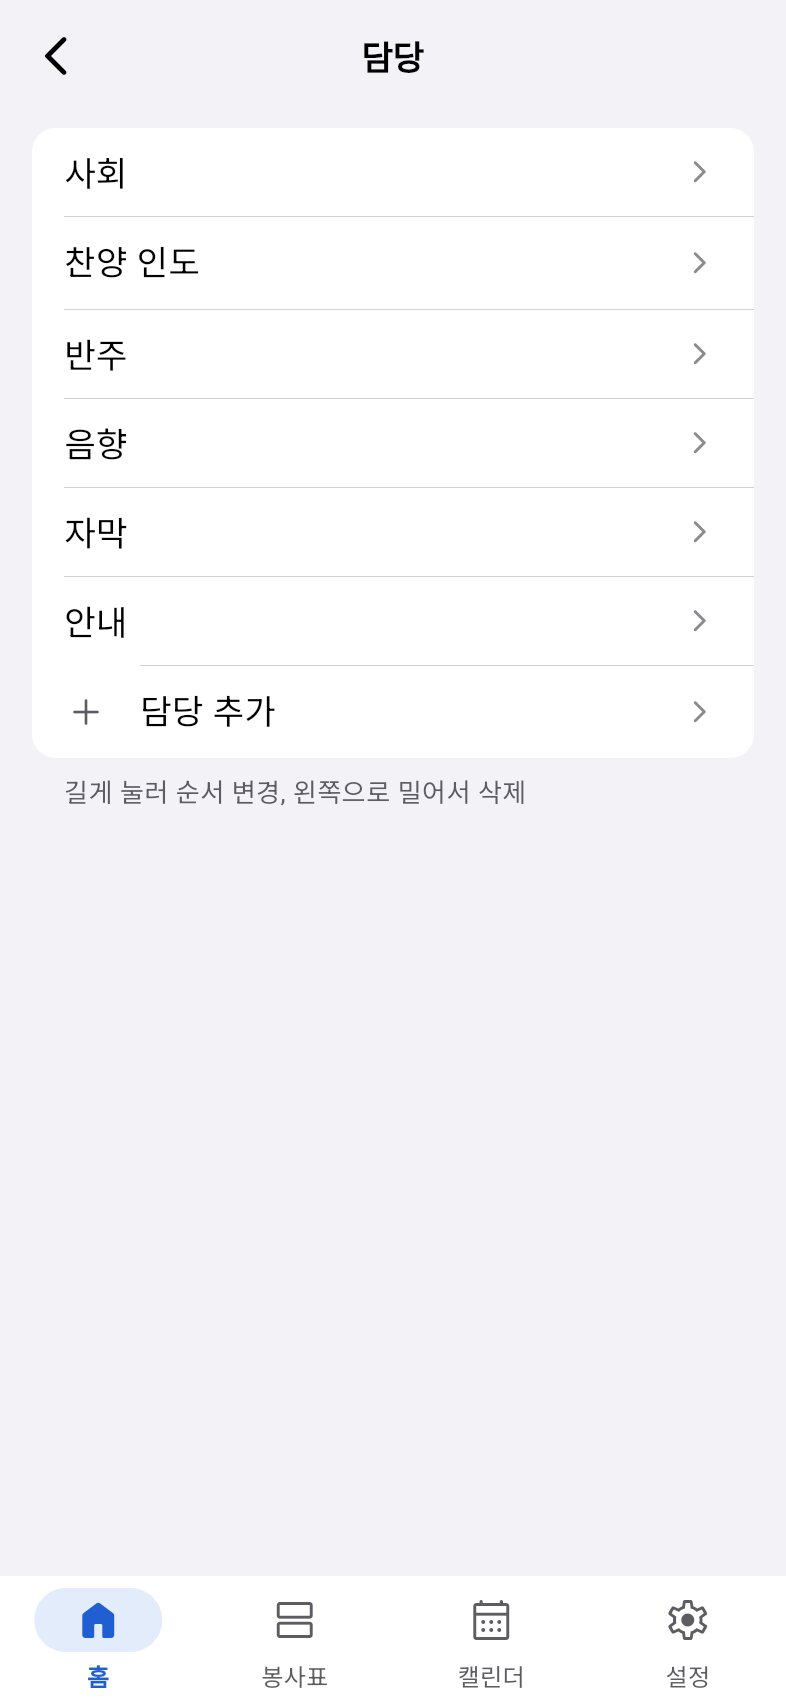 담당
사회
찬양 인도
반주
음향
자막
안내
담당 추가
길게 눌러 순서 변경, 왼쪽으로 밀어서 삭제
홈
봉사표
캘린더
설정